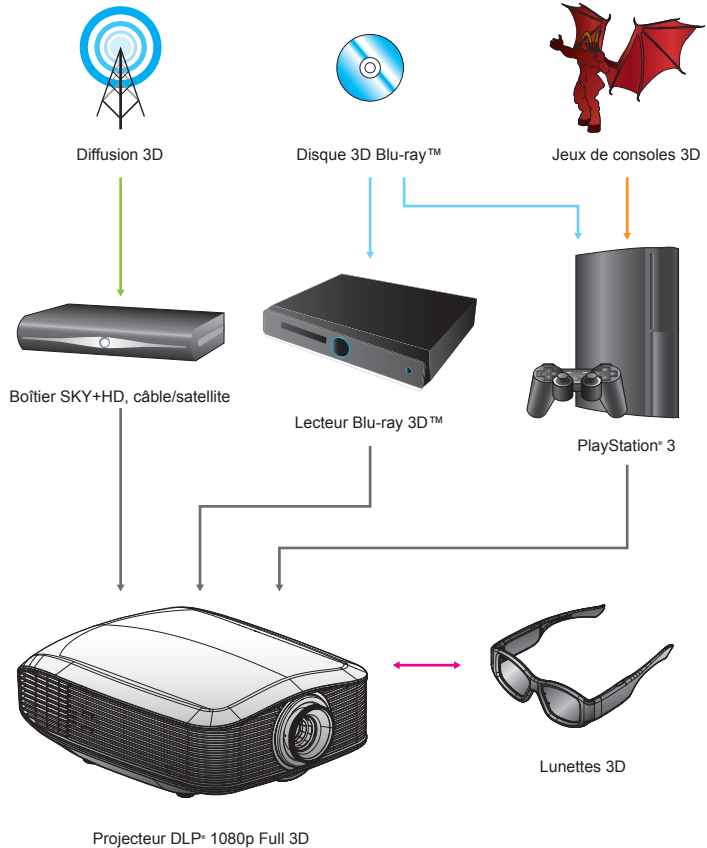 Diffusion 3D
Disque 3D Blu-ray™
Jeux de consoles 3D
Boîtier SKY+HD, câble/satellite
Lecteur Blu-ray 3D™
PlayStation® 3
Lunettes 3D
Projecteur DLP® 1080p Full 3D